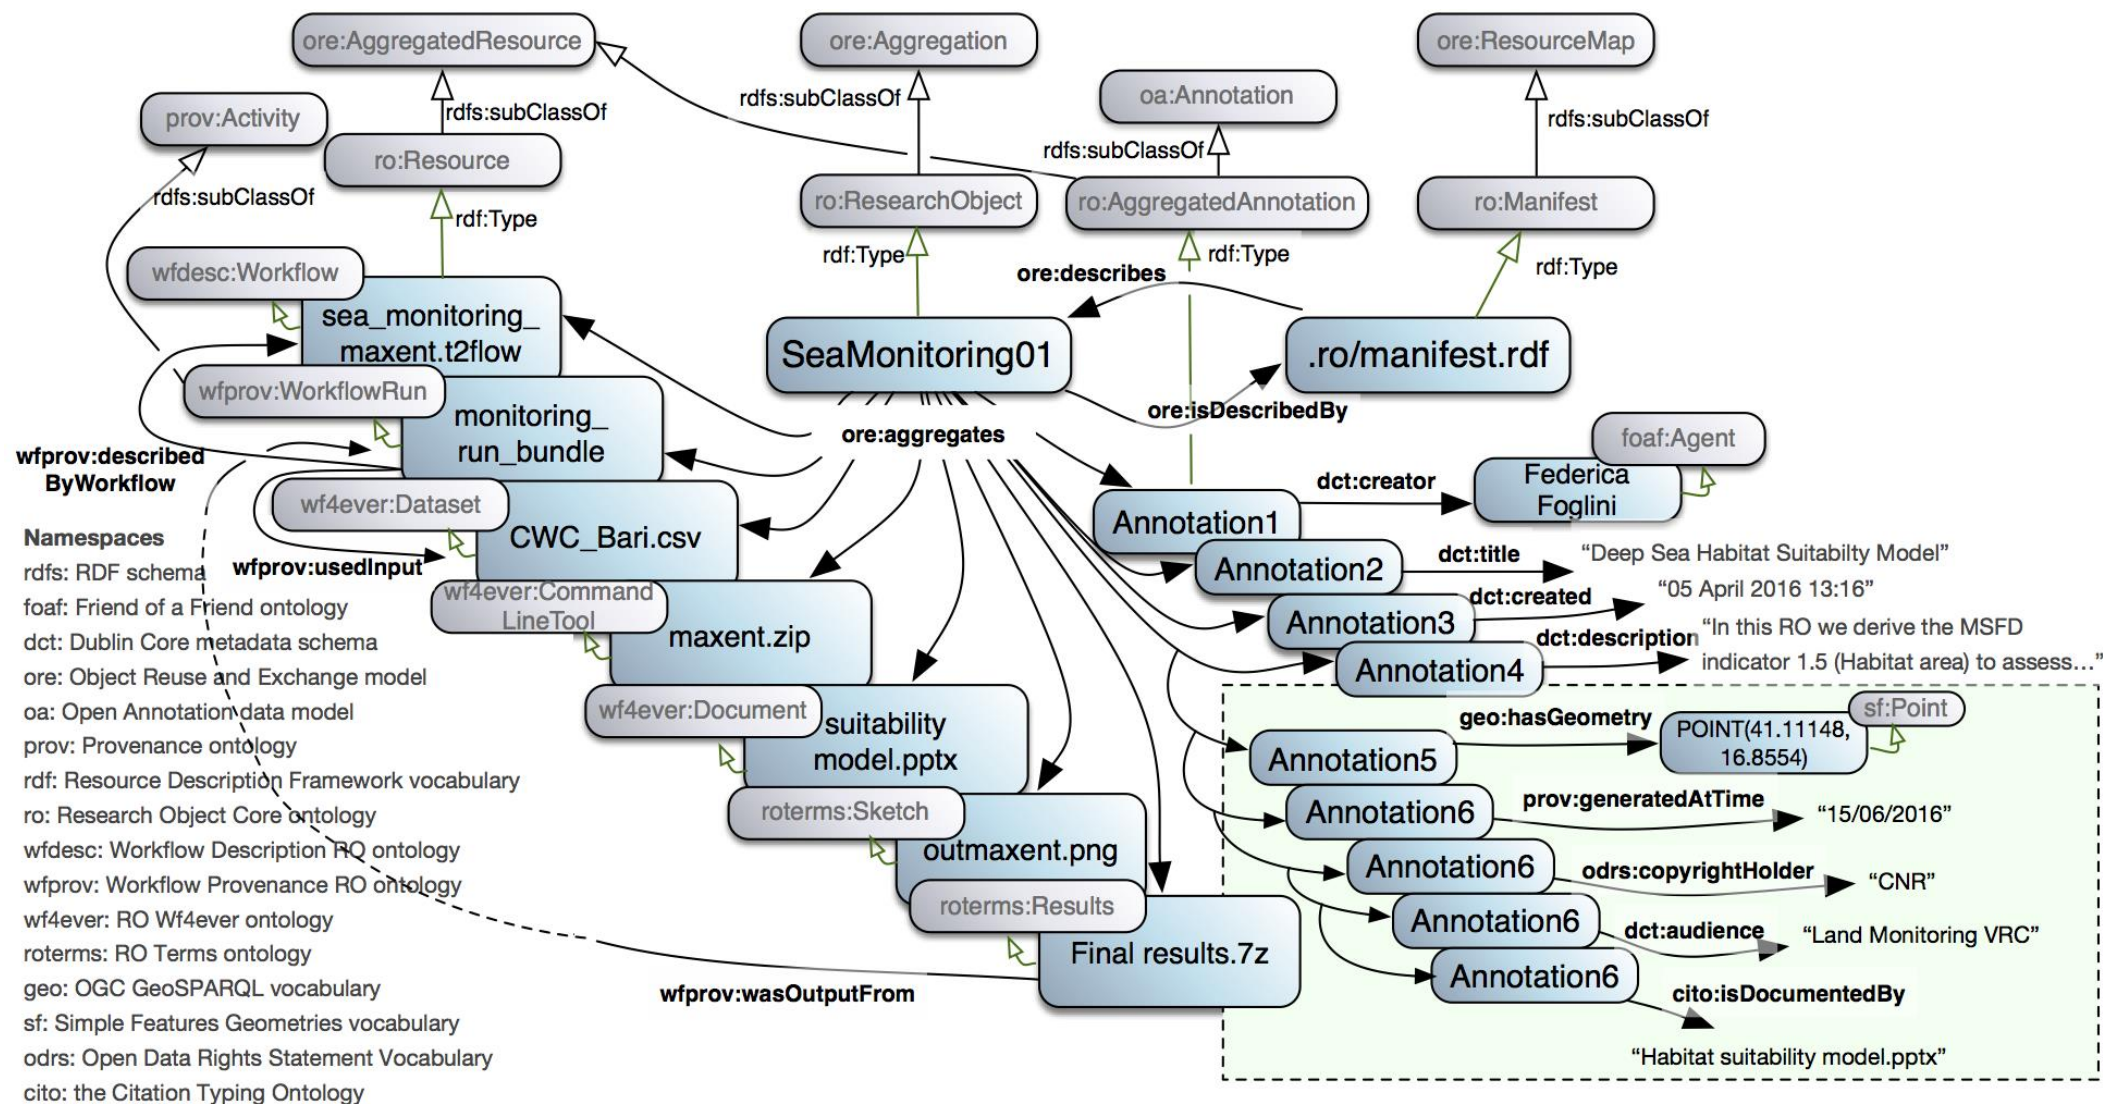 ore:AggregatedResource
ore:Aggregation
ore:ResourceMap
oa:Annotation
prov:Activity
rdfs:subClassOf
rdfs:subClassOf
rdfs:subClassOf
rdfs:subClassOf
rdfs:subClassOf
ro:Resource
ro:ResearchObject
ro:AggregatedAnnotation
ro:Manifest
rdf:Type
rdf:Type
rdf:Type
rdf:Type
wfdesc:Workflow
ore:describes
sea_monitoring_
maxent.t2flow
SeaMonitoring01
.ro/manifest.rdf
wfprov:WorkflowRun
monitoring_
run_bundle
ore:isDescribedBy
ore:aggregates
foaf:Agent
wfprov:described
ByWorkflow
Federica
Foglini
dct:creator
wf4ever:Dataset
CWC_Bari.csv
Annotation1
wfprov:usedInput
Annotation2
dct:title
“Deep Sea Habitat Suitabilty Model”
wf4ever:Command
LineTool
maxent.zip
Annotation3
dct:created
“05 April 2016 13:16”
Annotation4
dct:description
“In this RO we derive the MSFD
indicator 1.5 (Habitat area) to assess…”
wf4ever:Document
suitability
model.pptx
Annotation5
geo:hasGeometry
POINT(41.11148,
16.8554)
sf:Point
roterms:Sketch
outmaxent.png
Annotation6
prov:generatedAtTime
“15/06/2016”
Annotation6
odrs:copyrightHolder
“CNR”
roterms:Results
Final results.7z
Annotation6
dct:audience
“Land Monitoring VRC”
Annotation6
cito:isDocumentedBy
“Habitat suitability model.pptx”
wfprov:wasOutputFrom
Namespaces
rdfs: RDF schema
foaf: Friend of a Friend ontology
dct: Dublin Core metadata schema
ore: Object Reuse and Exchange model
oa: Open Annotation data model
prov: Provenance ontology
rdf: Resource Description Framework vocabulary
ro: Research Object Core ontology
wfdesc: Workflow Description RO ontology
wfprov: Workflow Provenance RO ontology
wf4ever: RO Wf4ever ontology
roterms: RO Terms ontology
geo: OGC GeoSPARQL vocabulary
sf: Simple Features Geometries vocabulary
odrs: Open Data Rights Statement Vocabulary
cito: the Citation Typing Ontology